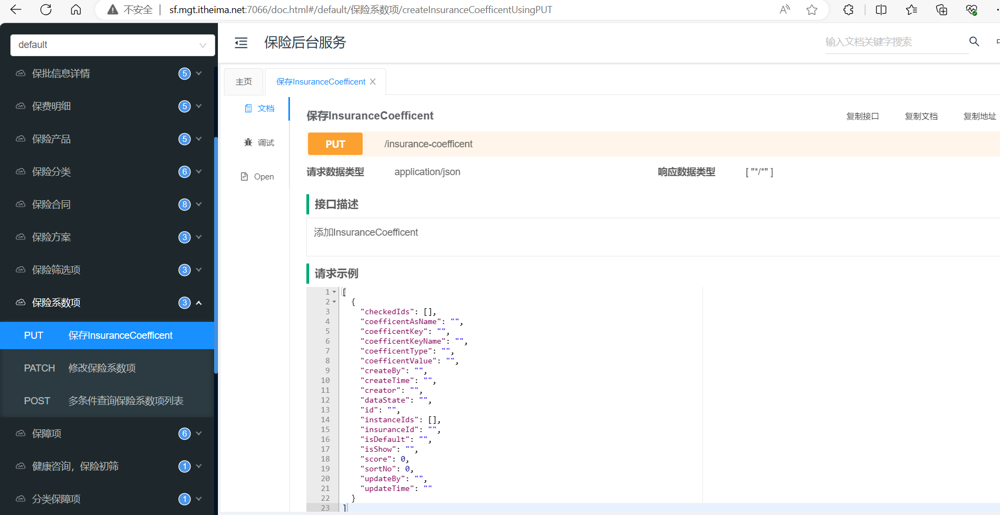 不安全 | sf.mgt.itheima.net:7066/doc.html#/default/保险系数项/createInsuranceCoefficentUsingPUT
default
保批信息详情 5
保费明细 5
保险产品 5
保险分类 6
保险合同 8
保险方案 3
保险筛选项 3
保险系数项 3
PUT 保存InsuranceCoefficent
PATCH 修改保险系数项
POST 多条件查询保险系数项列表
保障项 6
健康咨询，保险初筛 1
分类保障项 1
保险后台服务
输入文档关键字搜索
主页
保存InsuranceCoefficent
文档
调试
Open
保存InsuranceCoefficent
复制接口
复制文档
复制地址
PUT /insurance-coefficent
请求数据类型 application/json
响应数据类型 [ "*/*" ]
接口描述
添加InsuranceCoefficent
请求示例
1 [
2 {
3 "checkedIds": [],
4 "coefficentAsName": "",
5 "coefficentKey": "",
6 "coefficentKeyName": "",
7 "coefficentType": "",
8 "coefficentValue": "",
9 "createBy": "",
10 "createTime": "",
11 "creator": "",
12 "dataState": "",
13 "id": "",
14 "instanceIds": [],
15 "insuranceId": "",
16 "isDefault": "",
17 "isShow": "",
18 "score": 0,
19 "sortNo": 0,
20 "updateBy": "",
21 "updateTime": ""
22 }
23 ]